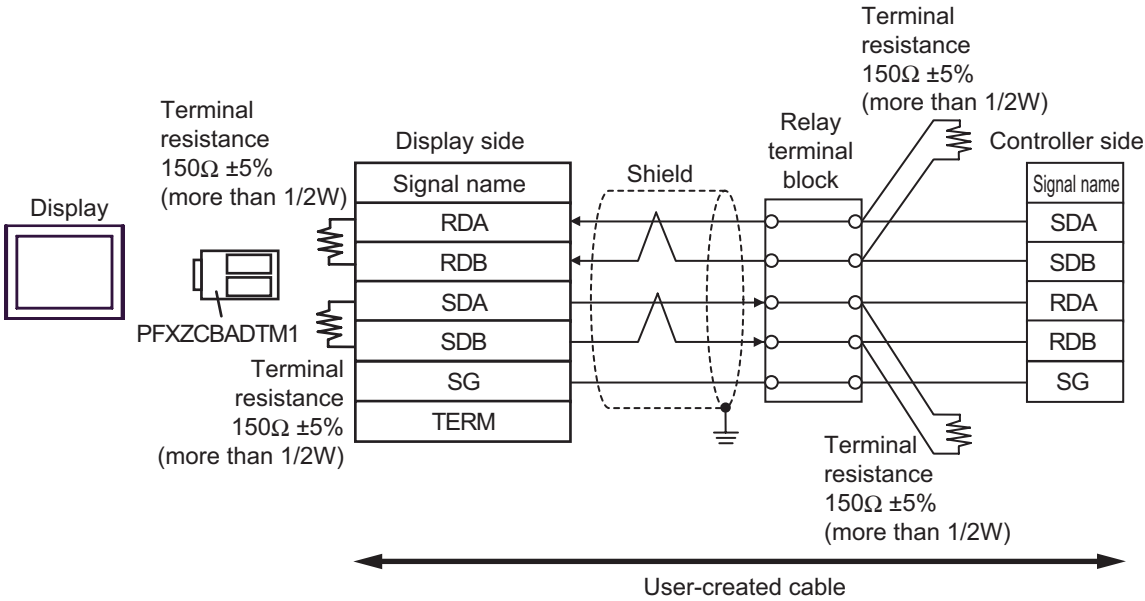 Terminal
resistance
150Ω ±5%
(more than 1/2W)
Terminal
resistance
150Ω ±5%
(more than 1/2W)
Display side
Shield
Relay
terminal
block
Controller side
Display
Signal name
RDA
RDB
SDA
SDB
SG
TERM
Signal name
SDA
SDB
RDA
RDB
SG
PFXZCBADTM1
Terminal
resistance
150Ω ±5%
(more than 1/2W)
Terminal
resistance
150Ω ±5%
(more than 1/2W)
User-created cable